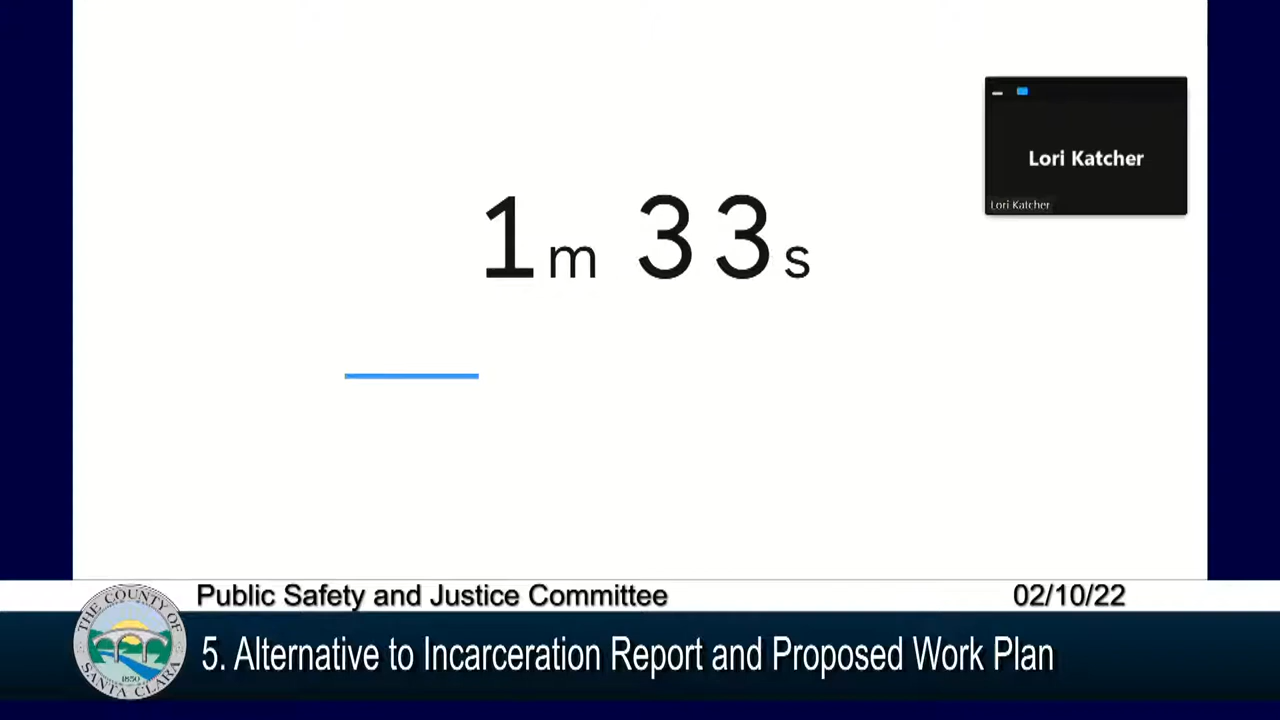 Lori Katcher
Lori Katcher
1m 33s
Public Safety and Justice Committee
02/10/22
THE COUNTY OF
SANTA CLARA
1850
5. Alternative to Incarceration Report and Proposed Work Plan